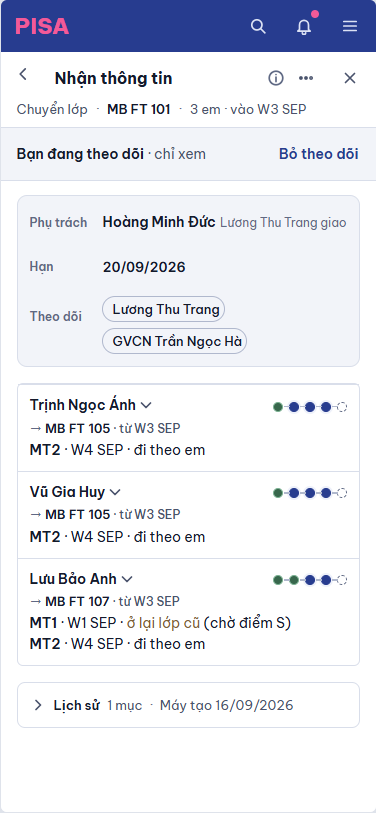 PISA
Nhận thông tin
Chuyển lớp · MB FT 101 · 3 em · vào W3 SEP
Bạn đang theo dõi · chỉ xem Bỏ theo dõi
Phụ trách Hoàng Minh Đức Lương Thu Trang giao
Hạn 20/09/2026
Theo dõi Lương Thu Trang
GVCN Trần Ngọc Hà
Trịnh Ngọc Ánh
→ MB FT 105 · từ W3 SEP
MT2 · W4 SEP · đi theo em
Vũ Gia Huy
→ MB FT 105 · từ W3 SEP
MT2 · W4 SEP · đi theo em
Lưu Bảo Anh
→ MB FT 107 · từ W3 SEP
MT1 · W1 SEP · ở lại lớp cũ (chờ điểm S)
MT2 · W4 SEP · đi theo em
Lịch sử 1 mục · Máy tạo 16/09/2026